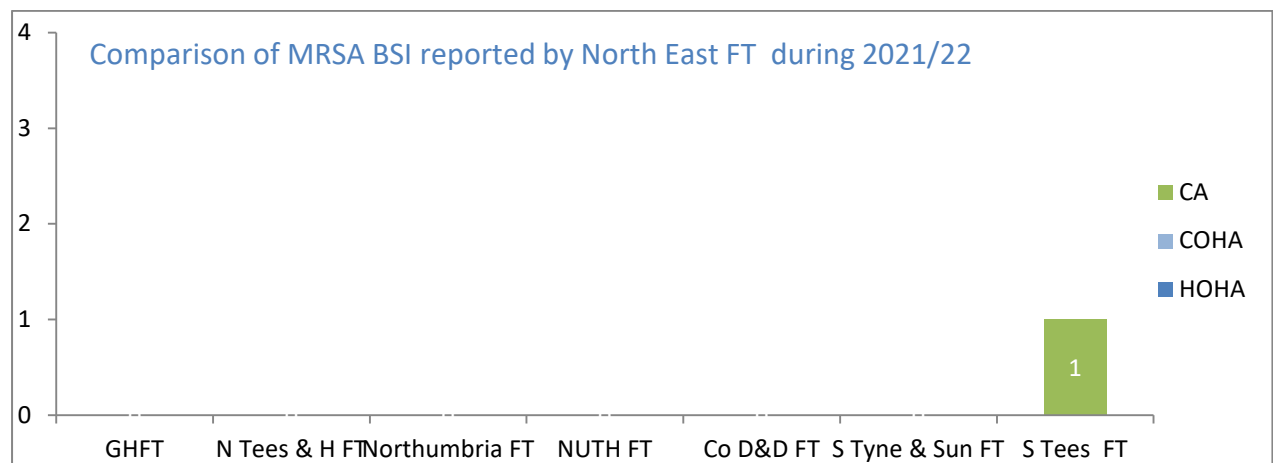 4
Comparison of MRSA BSI reported by North East FT during 2021/22
3
2
1
0
CA
COHA
HOHA
1
GHFT N Tees & H FT Northumbria FT NUTH FT Co D&D FT S Tyne & Sun FT S Tees FT